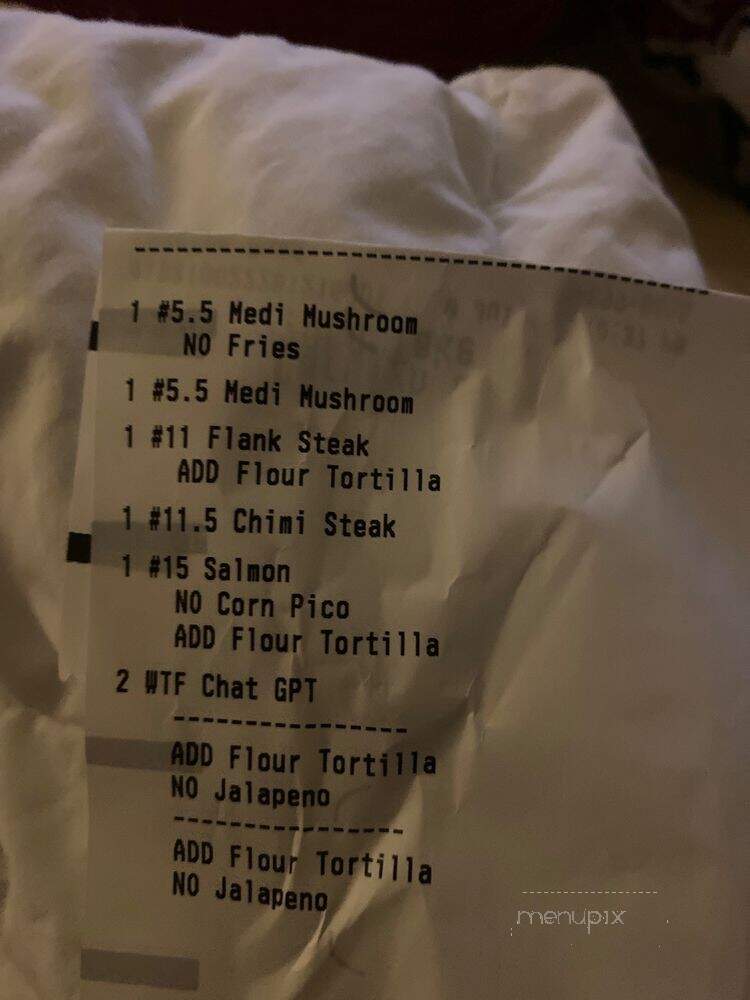 1 #5.5 Medi Mushroom
NO Fries
1 #5.5 Medi Mushroom
1 #11 Flank Steak
ADD Flour Tortilla
1 #11.5 Chimi Steak
1 #15 Salmon
NO Corn Pico
ADD Flour Tortilla
2 WTF Chat GPT
----------------
ADD Flour Tortilla
NO Jalapeno
----------------
ADD Flour Tortilla
NO Jalapeno
menupix